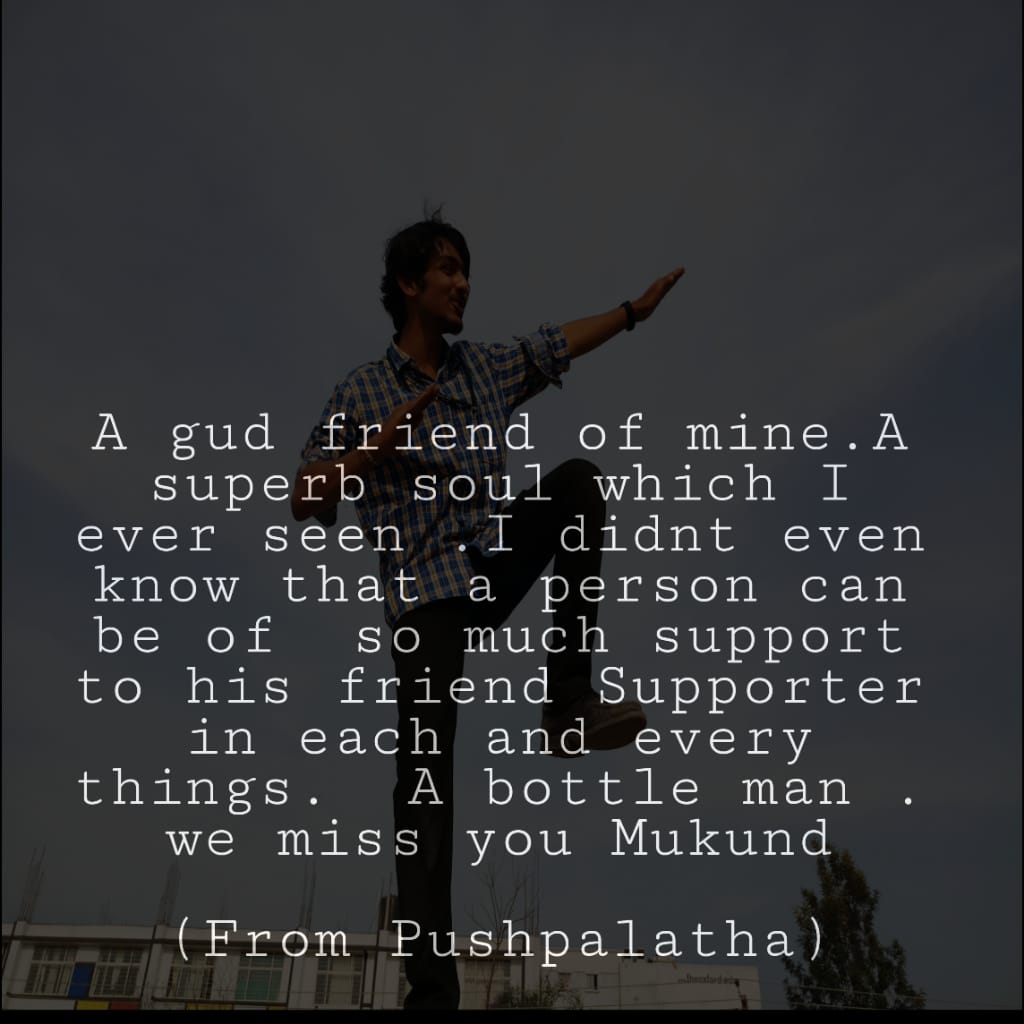 A gud friend of mine.A
superb soul which I
ever seen .I didnt even
know that a person can
be of  so much support
to his friend Supporter
in each and every
things.  A bottle man .
we miss you Mukund
(From Pushpalatha)